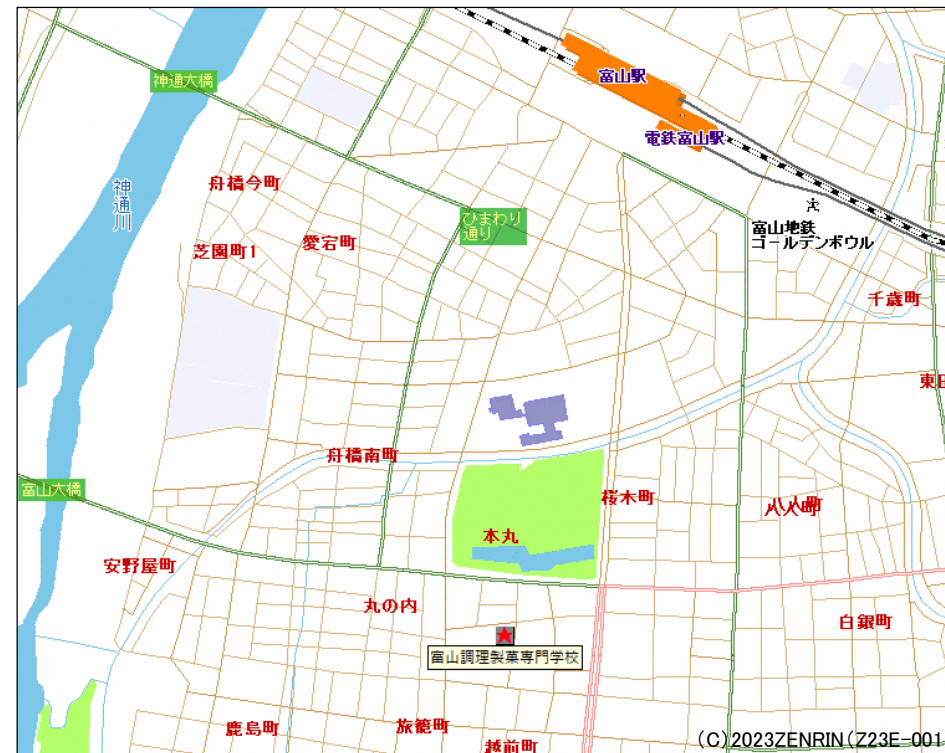 富山駅
神通大橋
電鉄富山駅
舟橋今町
神通川
ひまわり
通り
富山地鉄
ゴールデンボウル
愛宕町
芝園町1
千歳町
東田
舟橋南町
富山大橋
桜木町
八人町
本丸
安野屋町
丸の内
白銀町
富山調理製菓専門学校
鹿島町
旅籠町
越前町
(C)2023ZENRIN(Z23E-001